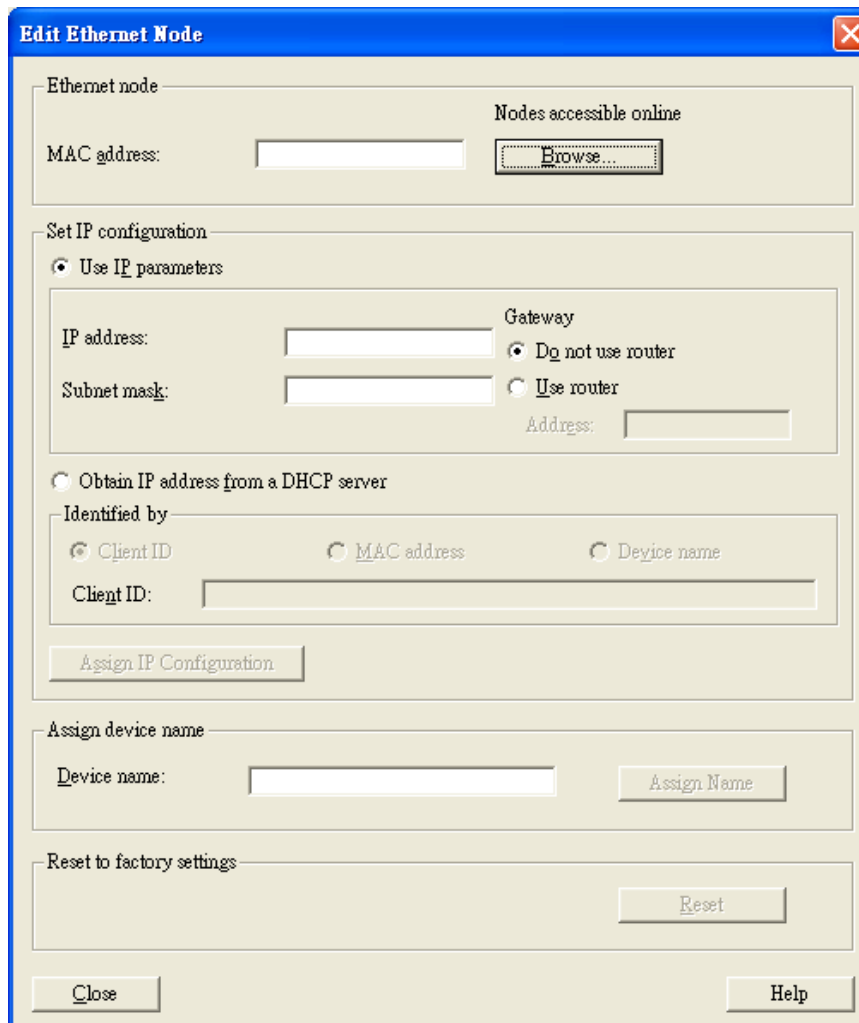 Edit Ethernet Node
Ethernet node
Nodes accessible online
MAC address:
Browse...
Set IP configuration
Use IP parameters
Gateway
IP address:
Do not use router
Subnet mask:
Use router
Address:
Obtain IP address from a DHCP server
Identified by
Client ID
MAC address
Device name
Client ID:
Assign IP Configuration
Assign device name
Device name:
Assign Name
Reset to factory settings
Reset
Close
Help